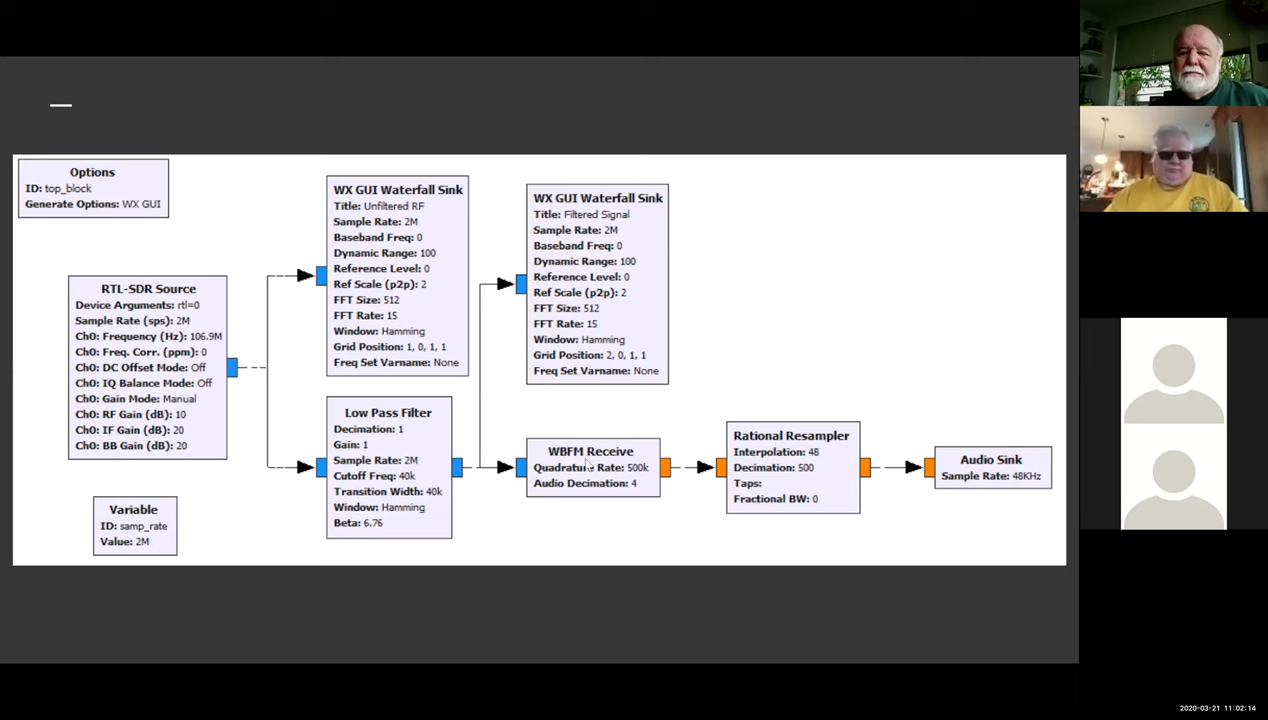 Options
ID: top_block
Generate Options: WX GUI
RTL-SDR Source
Device Arguments: rtl=0
Sample Rate (sps): 2M
Ch0: Frequency (Hz): 106.9M
Ch0: Freq. Corr. (ppm): 0
Ch0: DC Offset Mode: Off
Ch0: IQ Balance Mode: Off
Ch0: Gain Mode: Manual
Ch0: RF Gain (dB): 10
Ch0: IF Gain (dB): 20
Ch0: BB Gain (dB): 20
Variable
ID: samp_rate
Value: 2M
WX GUI Waterfall Sink
Title: Unfiltered RF
Sample Rate: 2M
Baseband Freq: 0
Dynamic Range: 100
Reference Level: 0
Ref Scale (p2p): 2
FFT Size: 512
FFT Rate: 15
Window: Hamming
Grid Position: 1, 0, 1, 1
Freq Set Varname: None
Low Pass Filter
Decimation: 1
Gain: 1
Sample Rate: 2M
Cutoff Freq: 40k
Transition Width: 40k
Window: Hamming
Beta: 6.76
WX GUI Waterfall Sink
Title: Filtered Signal
Sample Rate: 2M
Baseband Freq: 0
Dynamic Range: 100
Reference Level: 0
Ref Scale (p2p): 2
FFT Size: 512
FFT Rate: 15
Window: Hamming
Grid Position: 2, 0, 1, 1
Freq Set Varname: None
WBFM Receive
Quadrature Rate: 500k
Audio Decimation: 4
Rational Resampler
Interpolation: 48
Decimation: 500
Taps:
Fractional BW: 0
Audio Sink
Sample Rate: 48KHz
2020-03-21 11:02:14